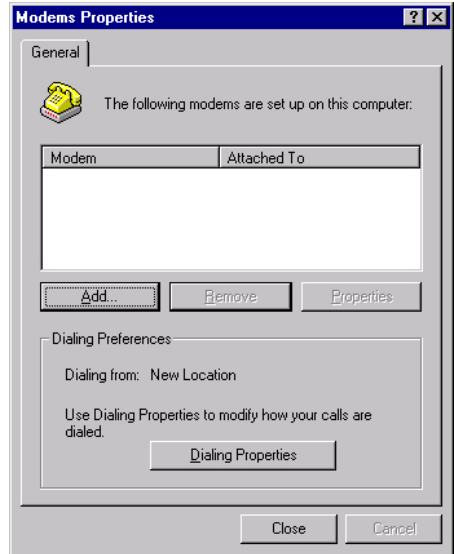 Modems Properties
General
The following modems are set up on this computer:
Modem Attached To
Add... Remove Properties
Dialing Preferences
Dialing from: New Location
Use Dialing Properties to modify how your calls are
dialed.
Dialing Properties
Close Cancel